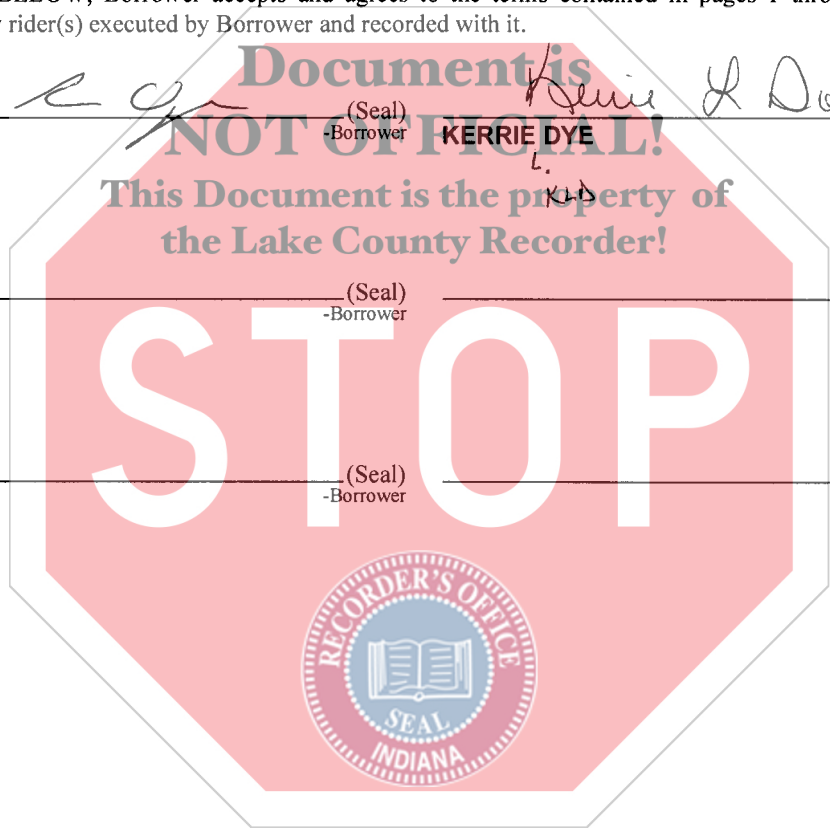 BELOW, Borrower accepts and agrees to the terms contained in pages 1
rider(s) executed by Borrower and recorded with it.
Document is
(Seal)
Kerrie L
-Borrower
KERRIE DYE
NOT OFFICIAL!
L.
KLD
This Document is the property of
the Lake County Recorder!
(Seal)
-Borrower
STOP
(Seal)
-Borrower
RECORDER'S OFFICE
SEAL
INDIANA